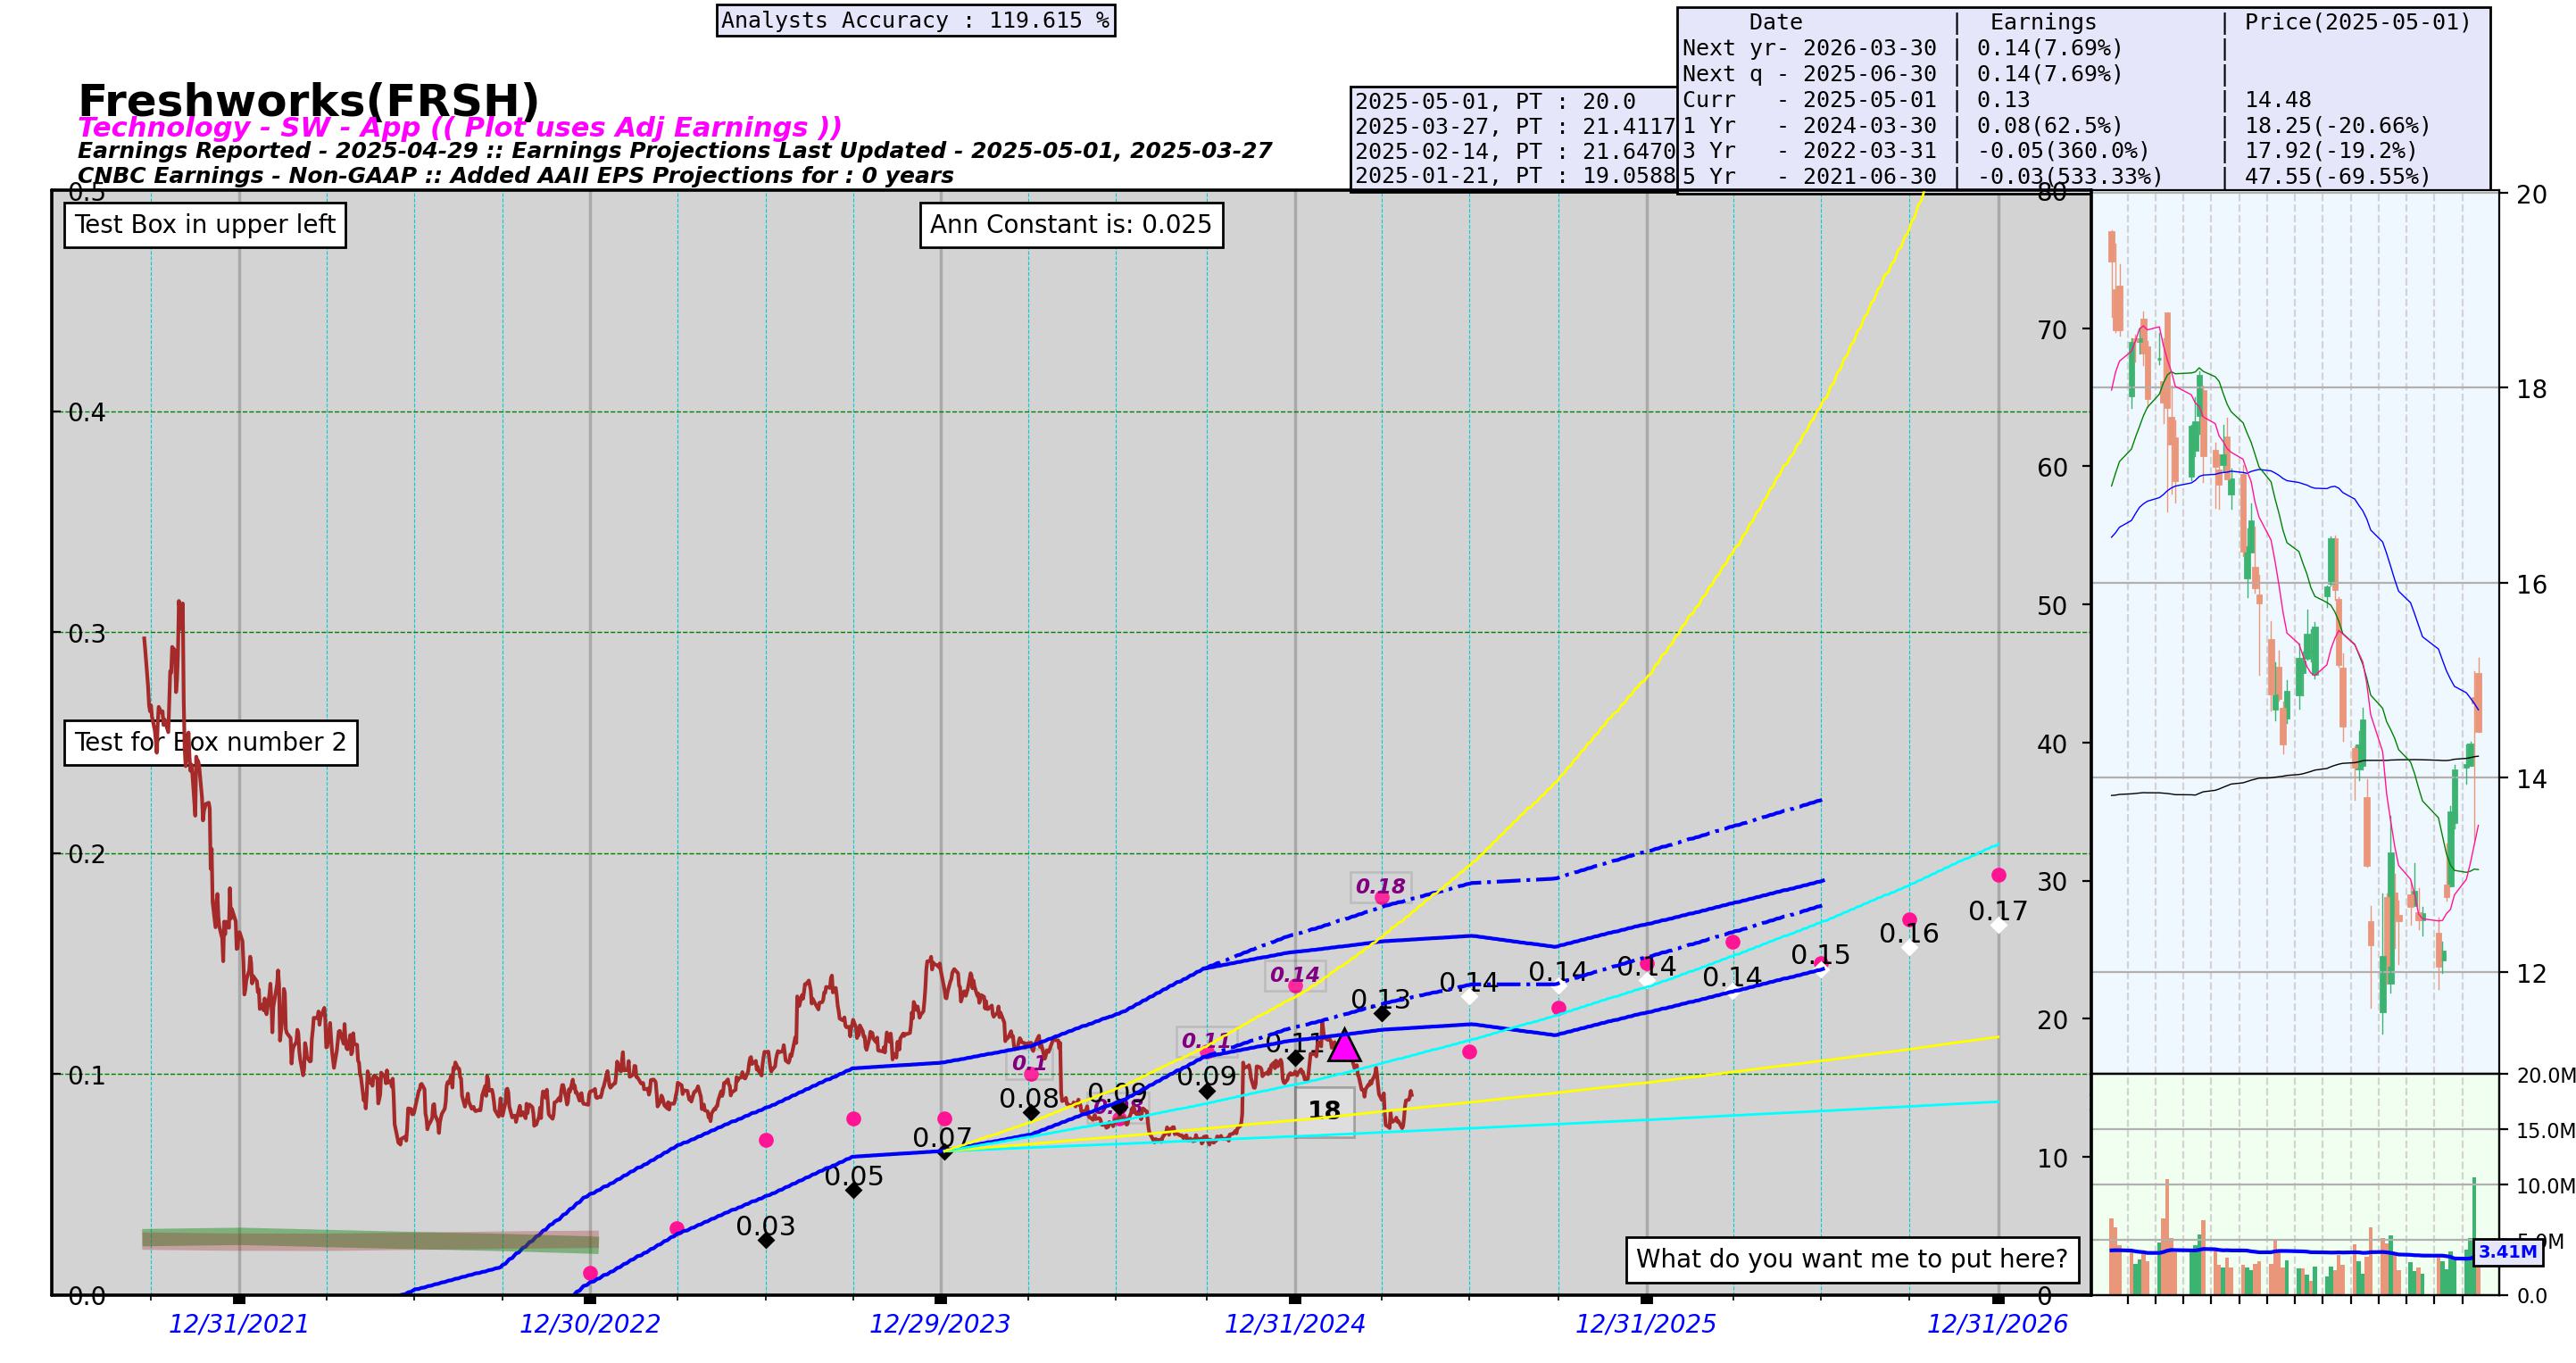 Analysts Accuracy : 119.615 %
Date | Earnings | Price(2025-05-01)
Next yr- 2026-03-30 | 0.14(7.69%) |
Next q - 2025-06-30 | 0.14(7.69%) |
Curr - 2025-05-01 | 0.13 | 14.48
1 Yr - 2024-03-30 | 0.08(62.5%) | 18.25(-20.66%)
3 Yr - 2022-03-31 | -0.05(360.0%) | 17.92(-19.2%)
5 Yr - 2021-06-30 | -0.03(533.33%) | 47.55(-69.55%)
2025-05-01, PT : 20.0
2025-03-27, PT : 21.4117
2025-02-14, PT : 21.6470
2025-01-21, PT : 19.0588
Freshworks(FRSH)
Technology - SW - App (( Plot uses Adj Earnings ))
Earnings Reported - 2025-04-29 :: Earnings Projections Last Updated - 2025-05-01, 2025-03-27
CNBC Earnings - Non-GAAP :: Added AAII EPS Projections for : 0 years
Test Box in upper left
Ann Constant is: 0.025
Test for Box number 2
What do you want me to put here?
0.5
0.4
0.3
0.2
0.1
0.0
80
70
60
50
40
30
20
10
0
20
18
16
14
12
20.0M
15.0M
10.0M
5.0M
0.0
3.41M
0.03
0.05
0.07
0.08
0.09
0.09
0.11
0.13
0.14
0.14
0.14
0.14
0.15
0.16
0.17
0.1
0.11
0.14
0.18
18
12/31/2021
12/30/2022
12/29/2023
12/31/2024
12/31/2025
12/31/2026